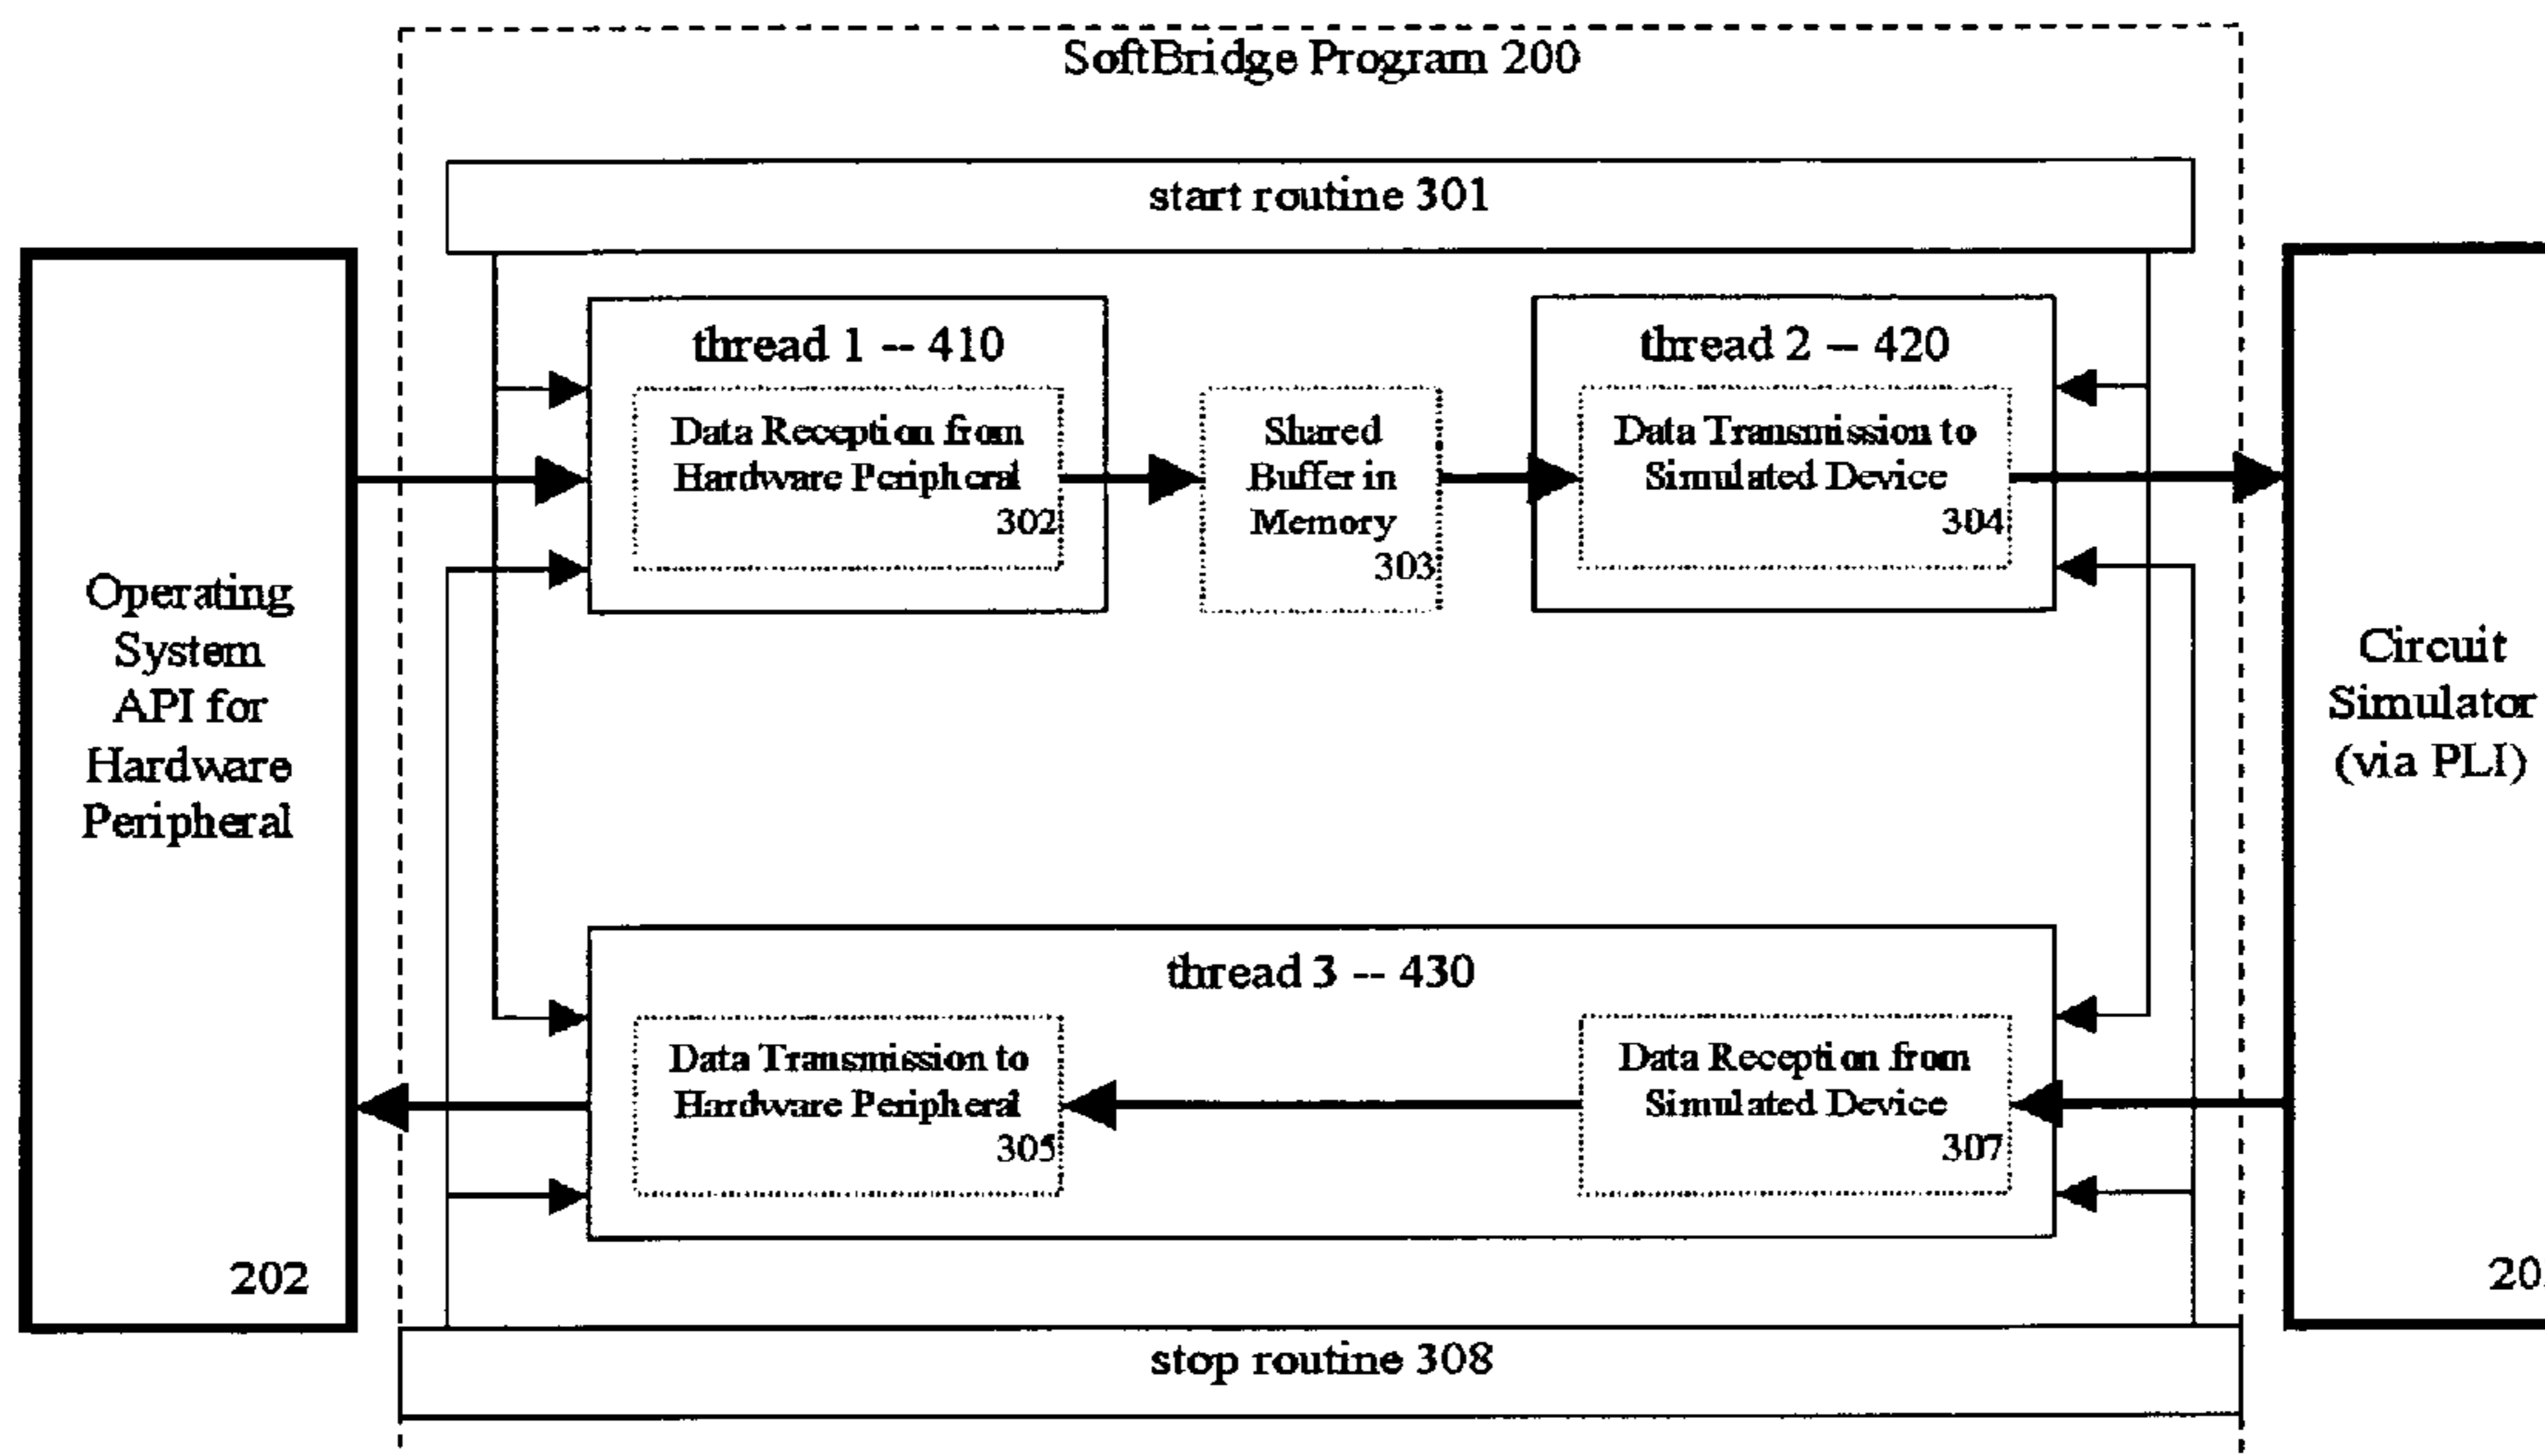 SoftBridge Program 200
start routine 301
thread 1 -- 410
Data Reception from
Hardware Peripheral
302
Shared
Buffer in
Memory
303
thread 2 -- 420
Data Transmission to
Simulated Device
304
Operating
System
API for
Hardware
Peripheral
202
Circuit
Simulator
(via PLI)
thread 3 -- 430
Data Transmission to
Hardware Peripheral
305
Data Reception from
Simulated Device
307
stop routine 308